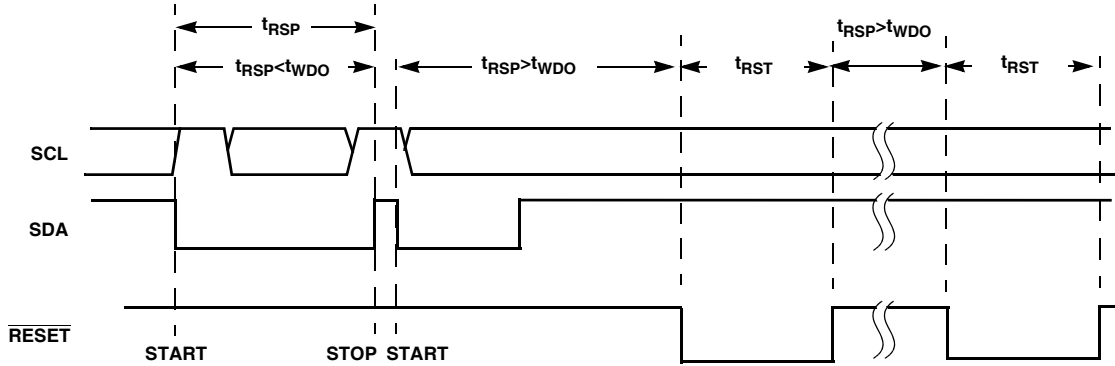 tRSP
tRSP>tWDO
tRSP<tWDO
tRSP>tWDO
tRST
tRST
SCL
SDA
RESET
START
STOP
START